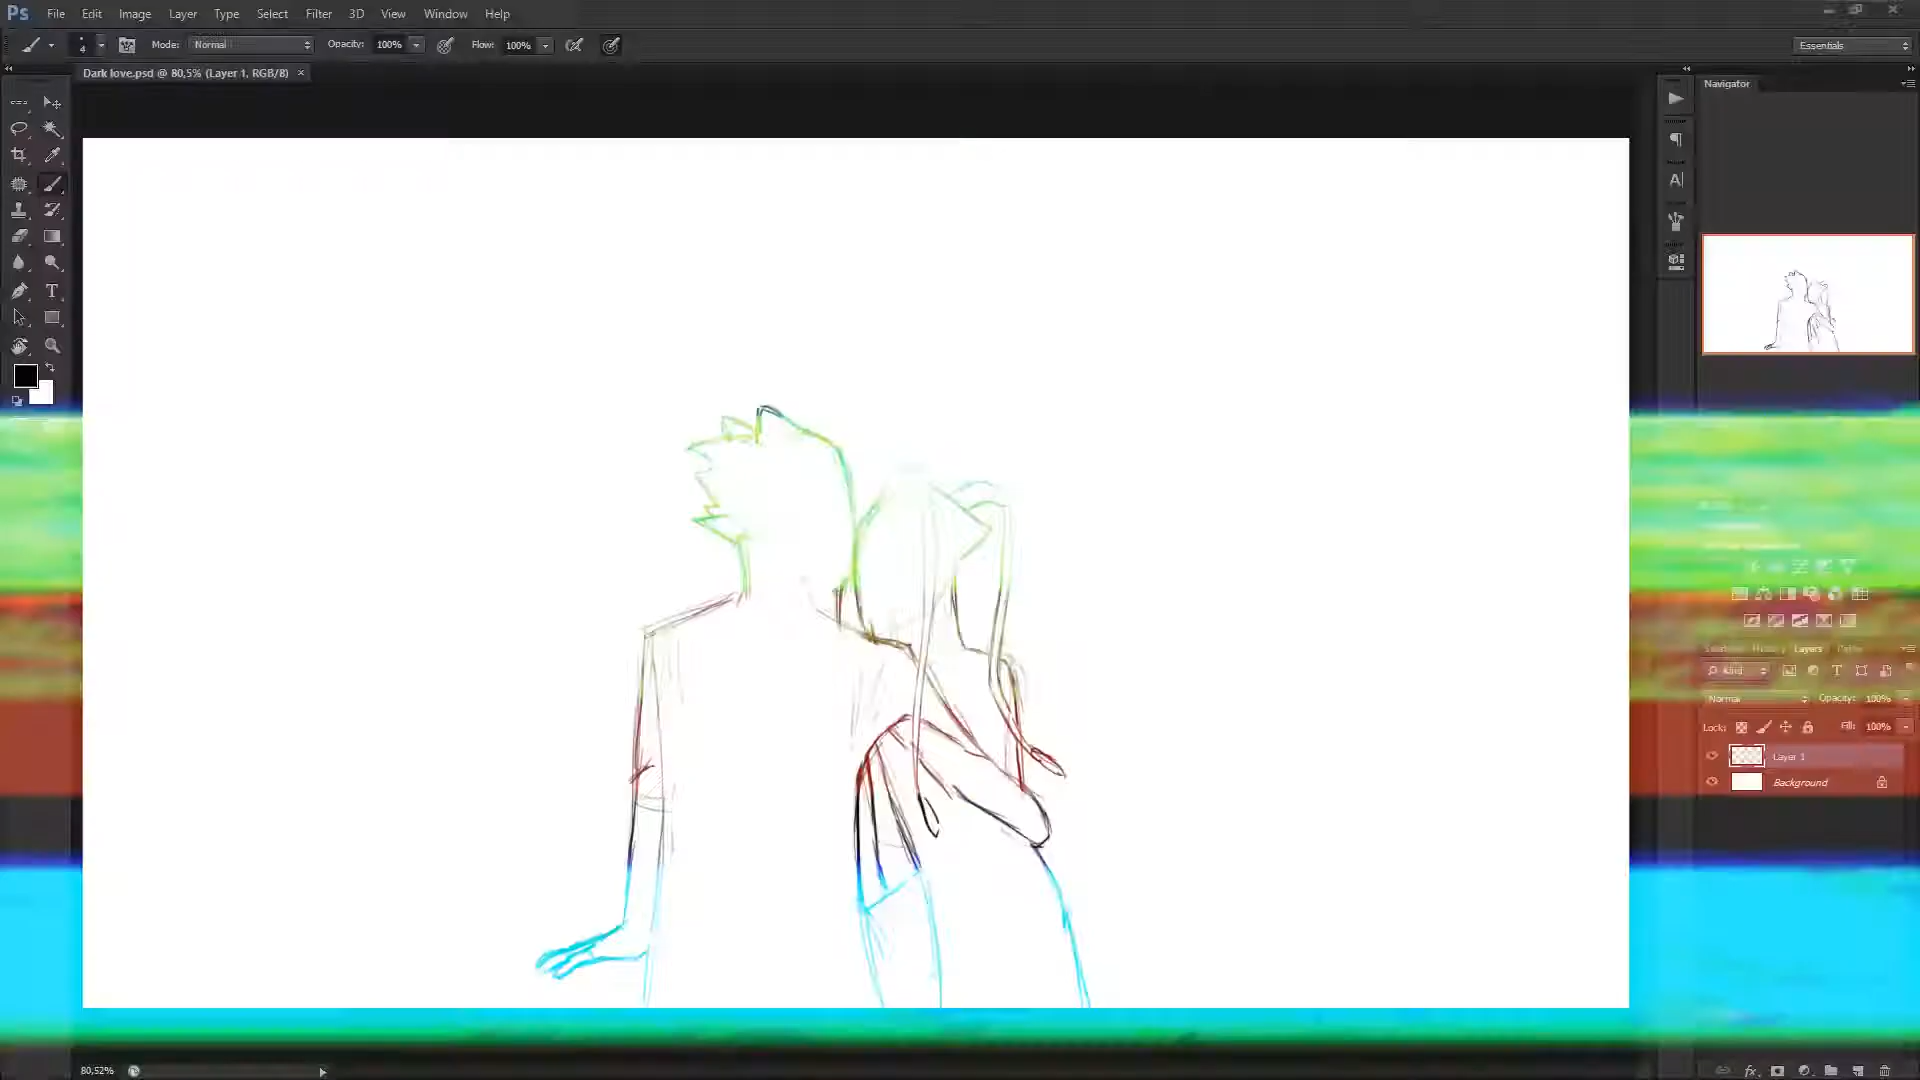 Ps File Edit Image Layer Type Select Filter 3D View Window Help
4 Mode: Normal Opacity: 100% Flow: 100% Essentials
Dark love.psd @ 80,5% (Layer 1, RGB/8) ×
Navigator
Layers
Kind
Normal Opacity: 100%
Lock: Fill: 100%
Layer 1
Background
80,52%